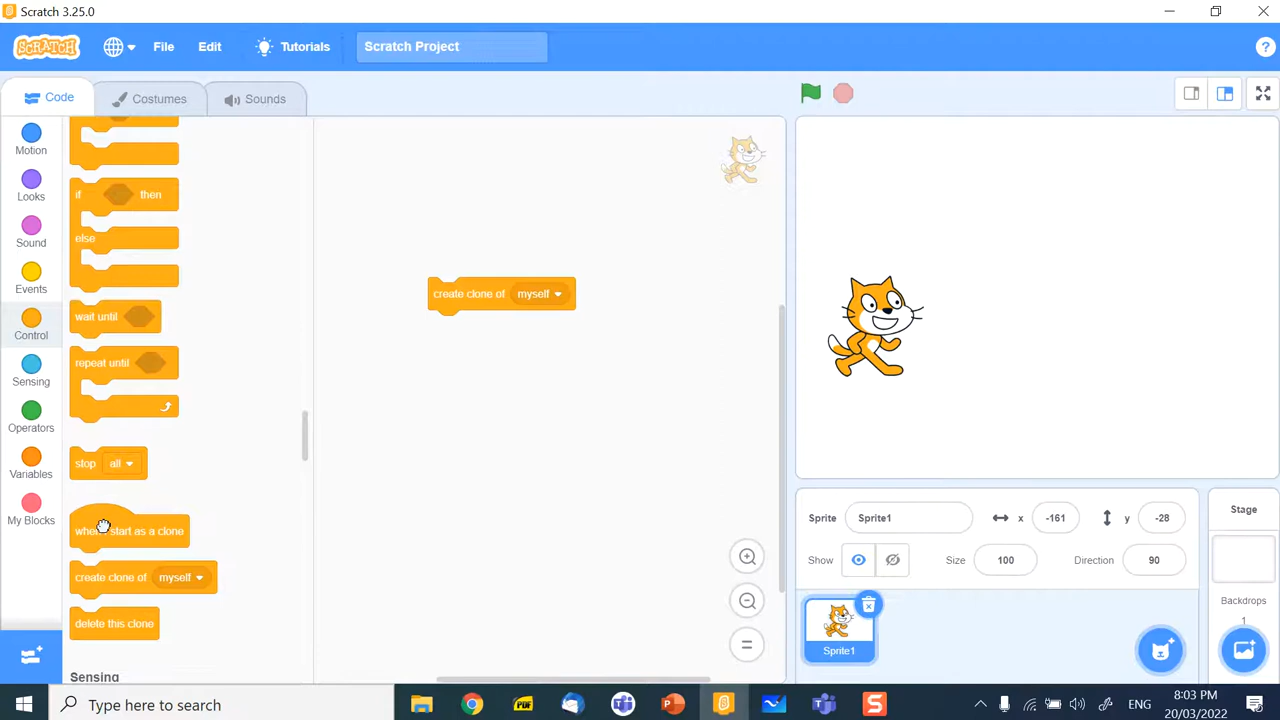 Scratch 3.25.0
SCRATCH
File Edit Tutorials Scratch Project ?
Code Costumes Sounds
Motion
Looks
Sound
Events
Control
Sensing
Operators
Variables
My Blocks
if then
else
wait until
repeat until
stop all
when I start as a clone
create clone of myself
delete this clone
Sensing
create clone of myself
Sprite Sprite1 x -161 y -28
Show Size 100 Direction 90
Sprite1
Stage
Backdrops
1
Type here to search
ENG
8:03 PM
20/03/2022